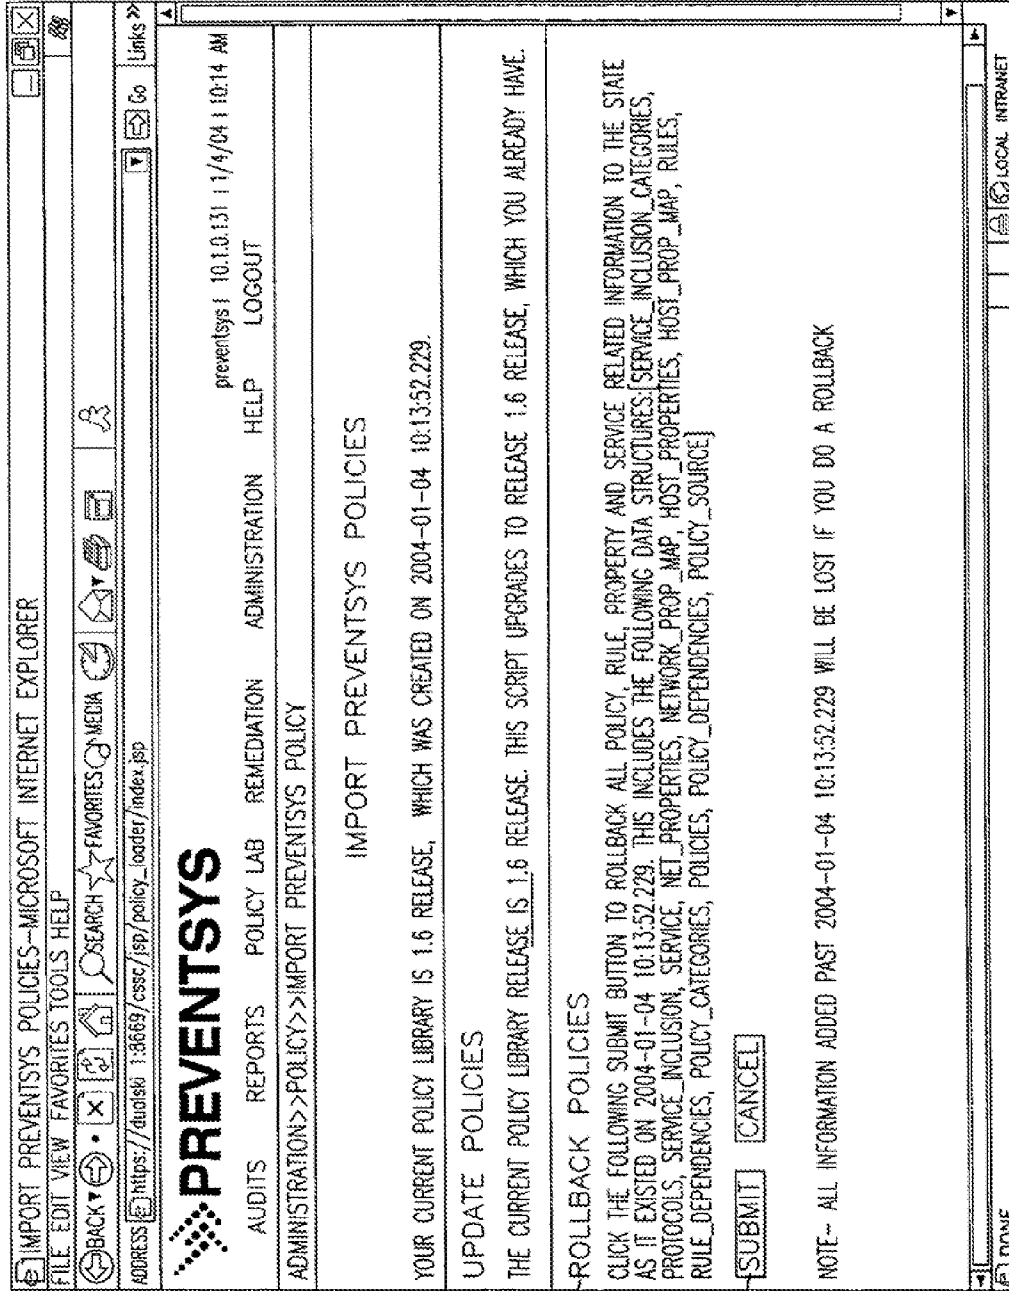 IMPORT PREVENTSYS POLICIES-MICROSOFT INTERNET EXPLORER
FILE EDIT VIEW FAVORITES TOOLS HELP
BACK SEARCH FAVORITES MEDIA
ADDRESS https://duolski 1:8669/cssc/jsp/policy_loader/index.jsp Go Links »
PREVENTSYS
preventsys | 10.1.0.131 | 1/4/04 | 10:14 AM
AUDITS REPORTS POLICY LAB REMEDIATION ADMINISTRATION HELP LOGOUT
ADMINISTRATION>>POLICY>>IMPORT PREVENTSYS POLICY
IMPORT PREVENTSYS POLICIES
YOUR CURRENT POLICY LIBRARY IS 1.6 RELEASE, WHICH WAS CREATED ON 2004-01-04 10:13:52.229.
UPDATE POLICIES
THE CURRENT POLICY LIBRARY RELEASE IS 1.6 RELEASE. THIS SCRIPT UPGRADES TO RELEASE 1.6 RELEASE, WHICH YOU ALREADY HAVE.
ROLLBACK POLICIES
CLICK THE FOLLOWING SUBMIT BUTTON TO ROLLBACK ALL POLICY, RULE, PROPERTY AND SERVICE RELATED INFORMATION TO THE STATE
AS IT EXISTED ON 2004-01-04 10:13:52.229. THIS INCLUDES THE FOLLOWING DATA STRUCTURES:[SERVICE_INCLUSION_CATEGORIES,
PROTOCOLS, SERVICE_INCLUSION, SERVICE, NET_PROPERTIES, NETWORK_PROP_MAP, HOST_PROPERTIES, HOST_PROP_MAP, RULES,
RULE_DEPENDENCIES, POLICY_CATEGORIES, POLICIES, POLICY_DEPENDENCIES, POLICY_SOURCE]
SUBMIT CANCEL
NOTE- ALL INFORMATION ADDED PAST 2004-01-04 10:13:52.229 WILL BE LOST IF YOU DO A ROLLBACK
DONE LOCAL INTRANET